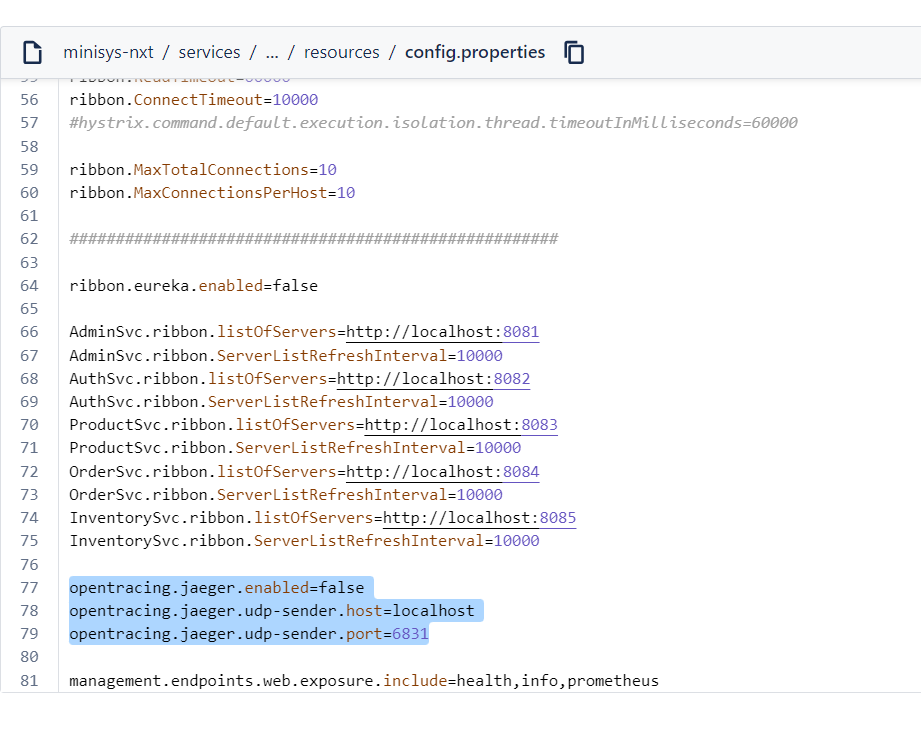 minisys-nxt / services / ... / resources / config.properties
55 ribbon.ReadTimeout=60000
56 ribbon.ConnectTimeout=10000
57 #hystrix.command.default.execution.isolation.thread.timeoutInMilliseconds=60000
58
59 ribbon.MaxTotalConnections=10
60 ribbon.MaxConnectionsPerHost=10
61
62 #####################################################
63
64 ribbon.eureka.enabled=false
65
66 AdminSvc.ribbon.listOfServers=http://localhost:8081
67 AdminSvc.ribbon.ServerListRefreshInterval=10000
68 AuthSvc.ribbon.listOfServers=http://localhost:8082
69 AuthSvc.ribbon.ServerListRefreshInterval=10000
70 ProductSvc.ribbon.listOfServers=http://localhost:8083
71 ProductSvc.ribbon.ServerListRefreshInterval=10000
72 OrderSvc.ribbon.listOfServers=http://localhost:8084
73 OrderSvc.ribbon.ServerListRefreshInterval=10000
74 InventorySvc.ribbon.listOfServers=http://localhost:8085
75 InventorySvc.ribbon.ServerListRefreshInterval=10000
76
77 opentracing.jaeger.enabled=false
78 opentracing.jaeger.udp-sender.host=localhost
79 opentracing.jaeger.udp-sender.port=6831
80
81 management.endpoints.web.exposure.include=health,info,prometheus